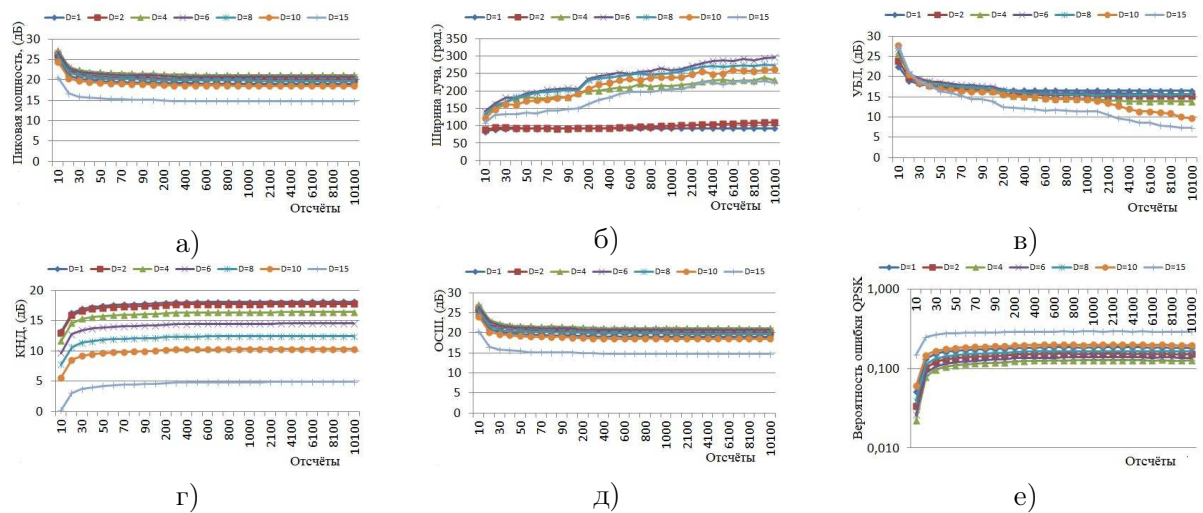 D=1 D=2 D=4 D=6 D=8 D=10 D=15
Пиковая мощность, (дБ)
30
25
20
15
10
5
0
10 30 50 70 90 200 400 600 800 1000 2100 4100 6100 8100 10100
Отсчёты
а)
D=1 D=2 D=4 D=6 D=8 D=10 D=15
Ширина луча, (град.)
350
300
250
200
150
100
50
0
10 30 50 70 90 200 400 600 800 1000 2100 4100 6100 8100 10100
Отсчёты
б)
D=1 D=2 D=4 D=6 D=8 D=10 D=15
УБЛ, (дБ)
30
25
20
15
10
5
0
10 30 50 70 90 200 400 600 800 1000 2100 4100 6100 8100 10100
Отсчёты
в)
D=1 D=2 D=4 D=6 D=8 D=10 D=15
КНД, (дБ)
20
15
10
5
0
10 30 50 70 90 200 400 600 800 1000 2100 4100 6100 8100 10100
Отсчёты
г)
D=1 D=2 D=4 D=6 D=8 D=10 D=15
ОСШ, (дБ)
30
25
20
15
10
5
0
10 30 50 70 90 200 400 600 800 1000 2100 4100 6100 8100 10100
Отсчёты
д)
D=1 D=2 D=4 D=6 D=8 D=10 D=15
Вероятность ошибки QPSK
1,000
0,100
0,010
10 30 50 70 90 200 400 600 800 1000 2100 4100 6100 8100 10100
Отсчёты
е)